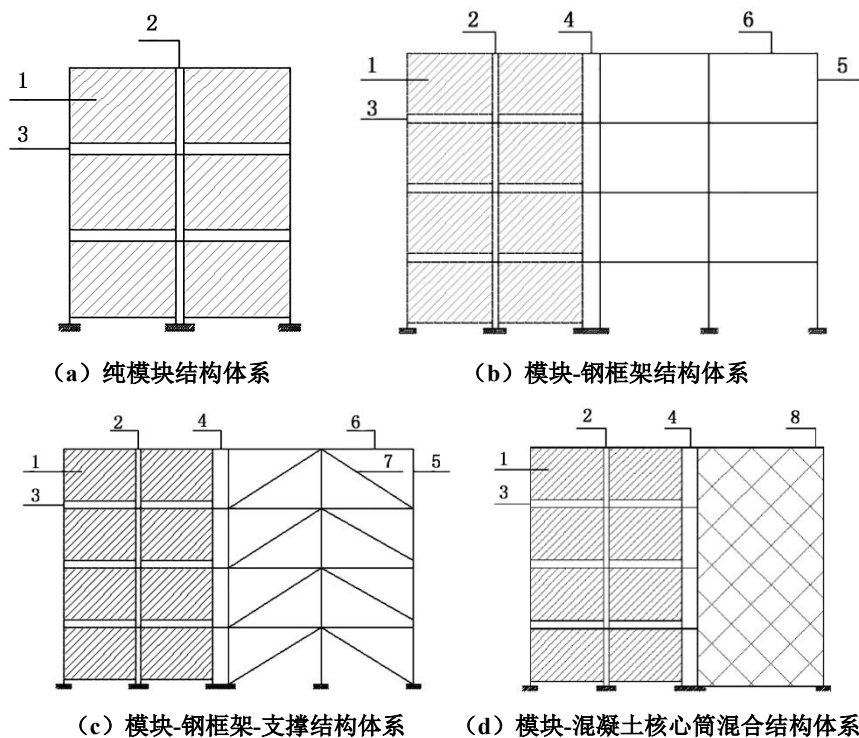 2
1
3
(a)纯模块结构体系
2 4 6
1 5
3
(b)模块-钢框架结构体系
2 4 6
1 7 5
3
(c)模块-钢框架-支撑结构体系
2 4 8
1
3
(d)模块-混凝土核心筒混合结构体系